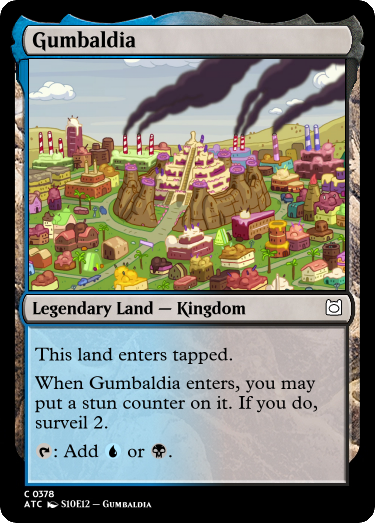 Gumbaldia
Legendary Land — Kingdom
This land enters tapped.
When Gumbaldia enters, you may
put a stun counter on it. If you do,
surveil 2.
: Add or .
C 0378
ATC S10E12 — Gumbaldia